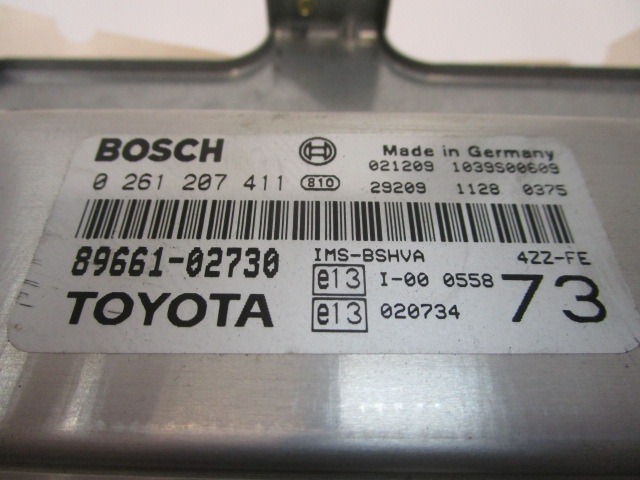 BOSCH Made in Germany
021209 1039S00609
0 261 207 411 810 29209 1128 0375
89661-02730 IMS-BSHVA 4ZZ-FE
e13 I-00 0558 73
TOYOTA e13 020734